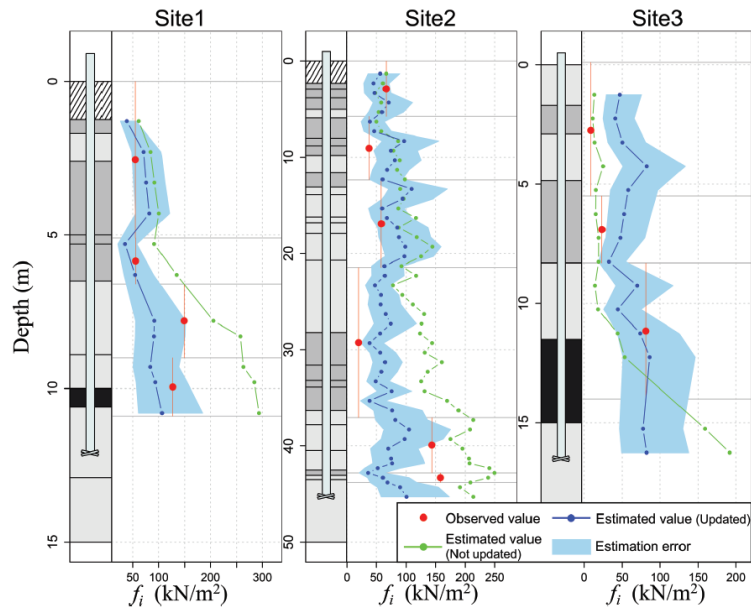 Site1
Site2
Site3
Depth (m)
0
5
10
15
0
10
20
30
40
50
0
5
10
15
50 150 300
0 50 100 150 200 250
0 50 100 150 200
fi (kN/m²)
fi (kN/m²)
fi (kN/m²)
Observed value
Estimated value (Updated)
Estimated value
(Not updated)
Estimation error